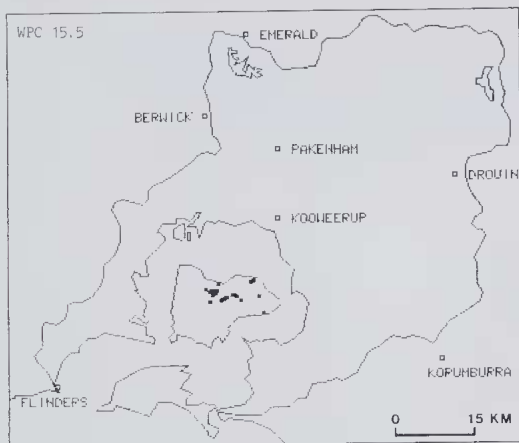 WPC 15.5
EMERALD
BERWICK
PAKENHAM
DROUIN
KOOWEERUP
KORUMBURRA
FLINDERS
0 15 KM